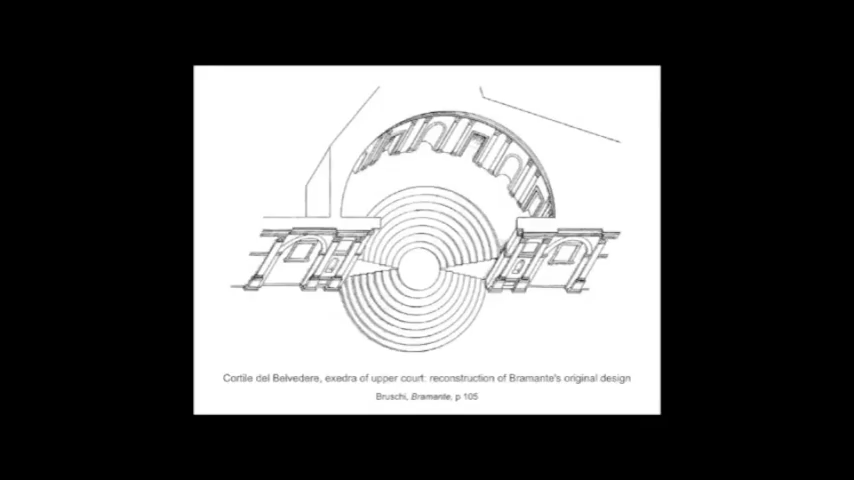 Cortile del Belvedere, exedra of upper court: reconstruction of Bramante's original design
Bruschi, Bramante, p 105